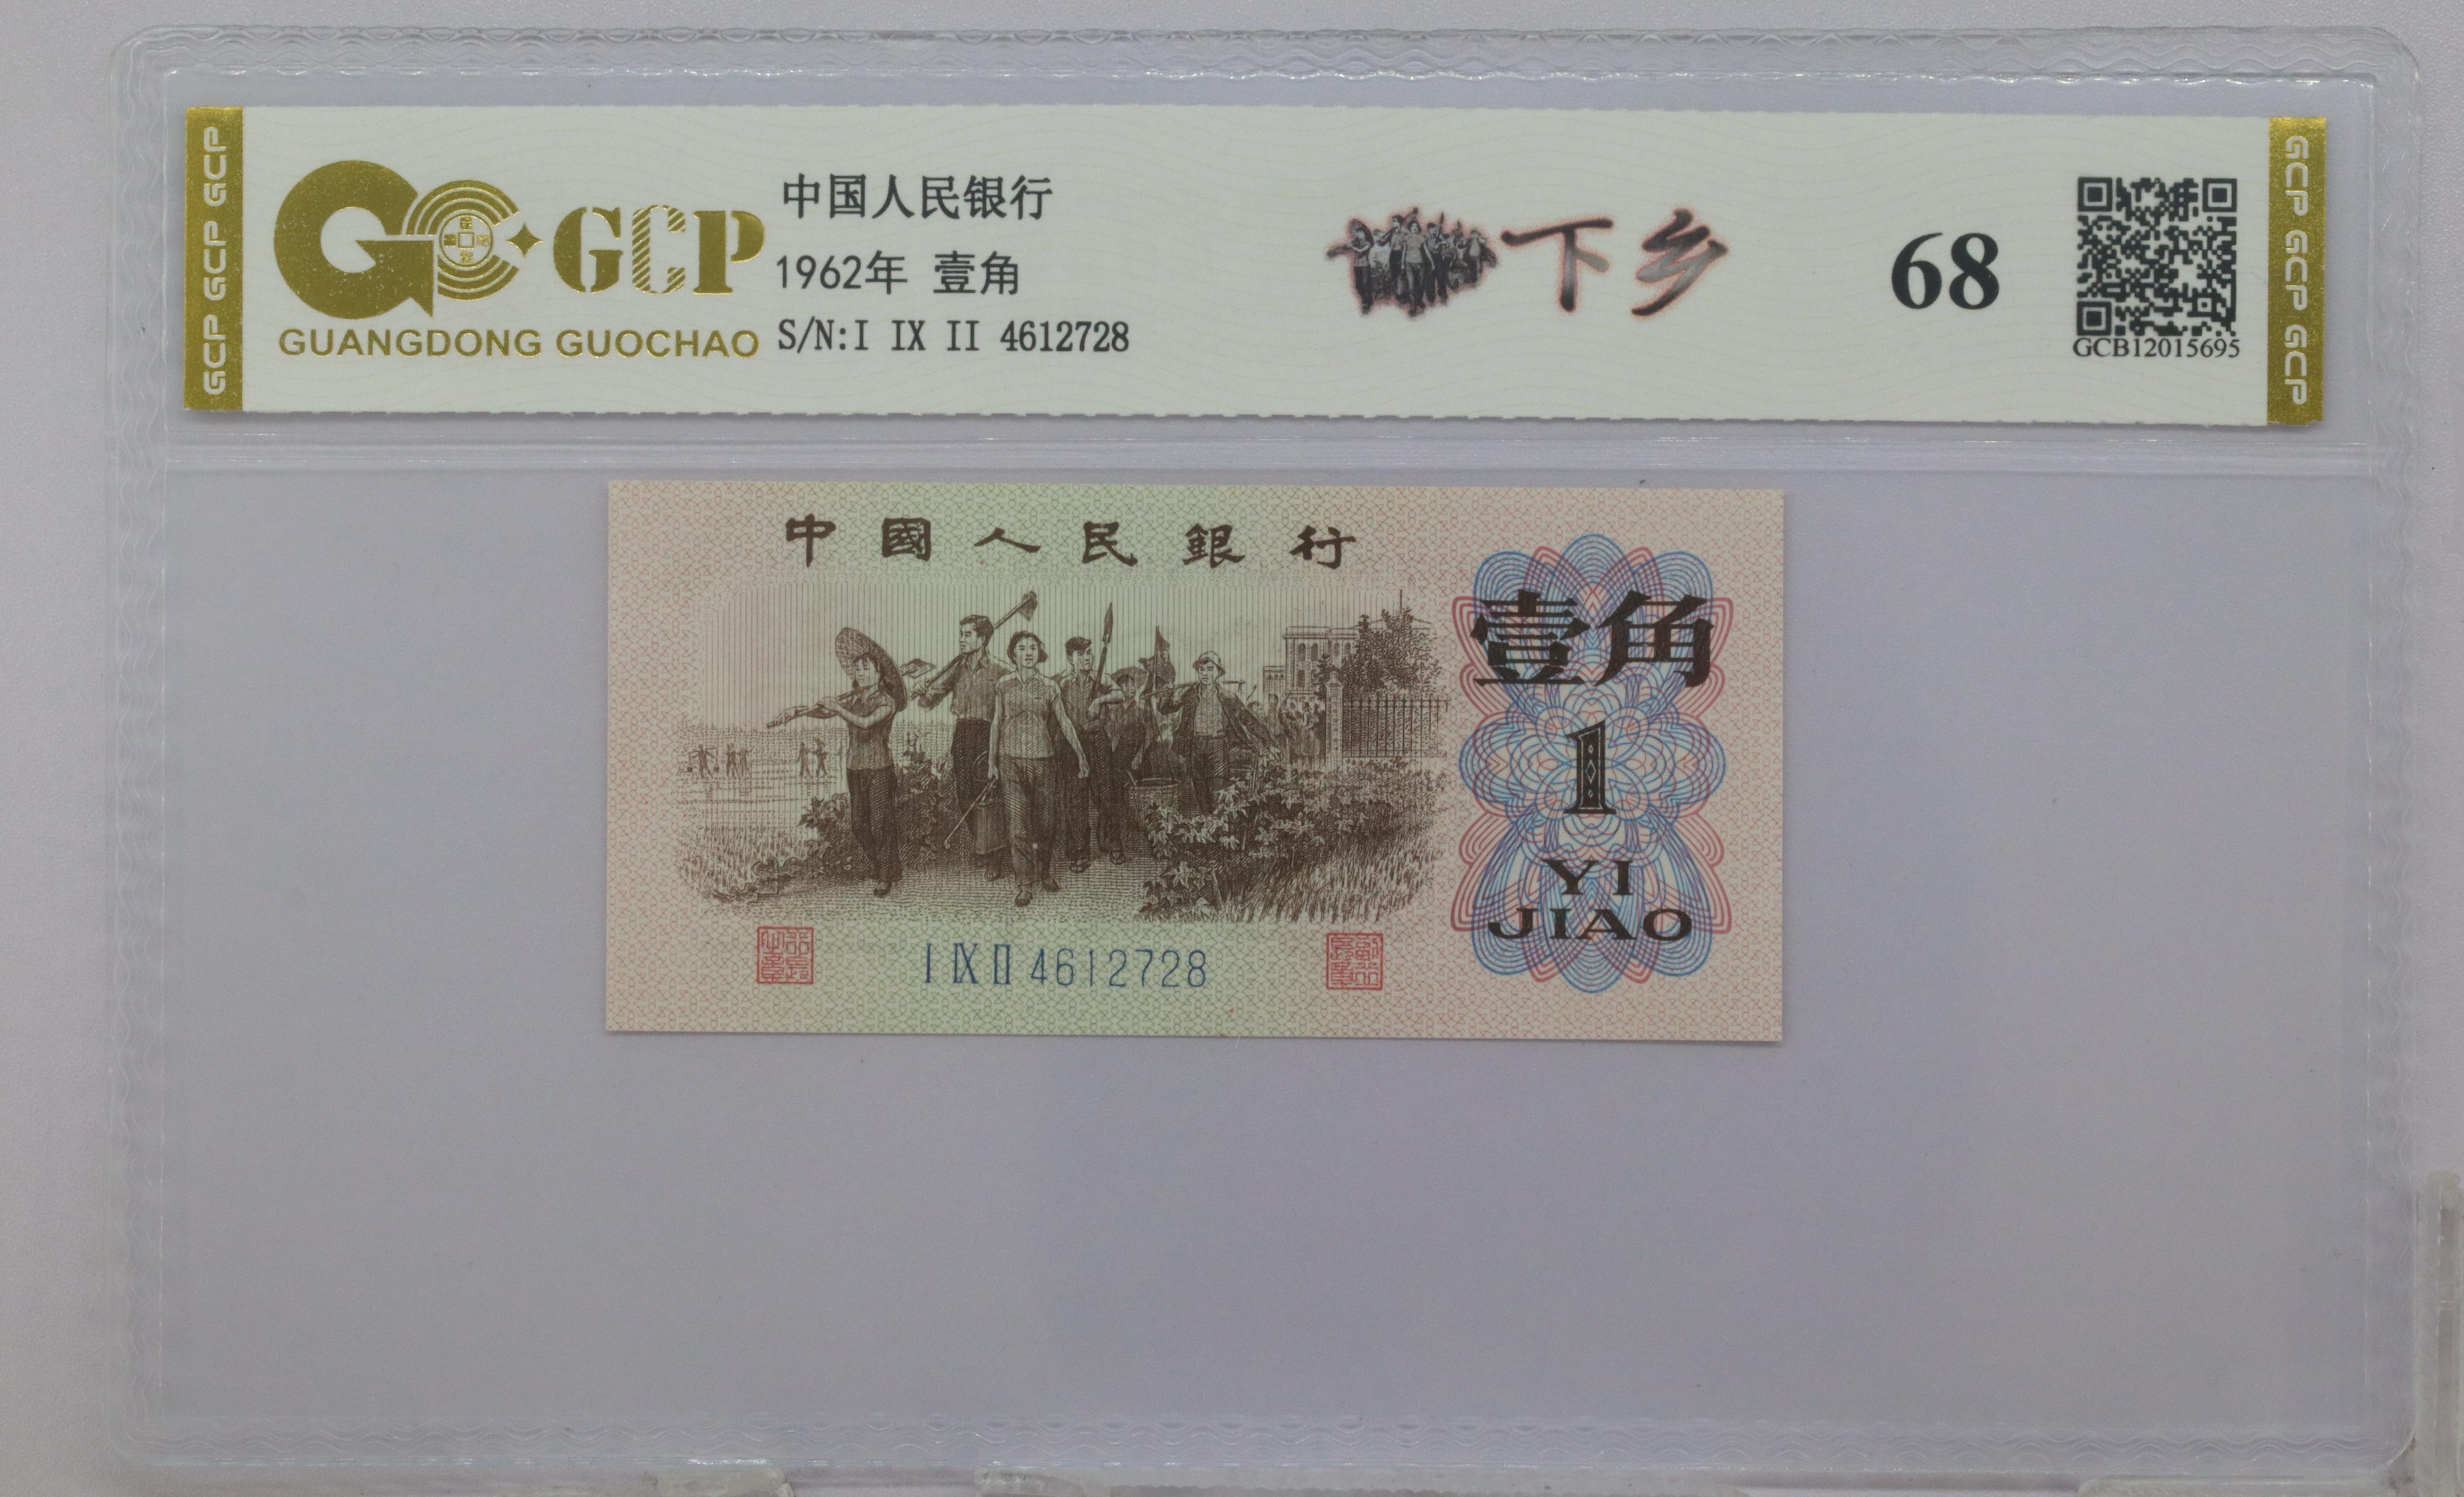 GCP GCP GCP
GCP
GUANGDONG GUOCHAO
中国人民银行
1962年 壹角
S/N:I IX II 4612728
下乡
68
GCB12015695
GCP GCP GCP
中國人民銀行
壹角
1
YI
JIAO
I IX II 4612728